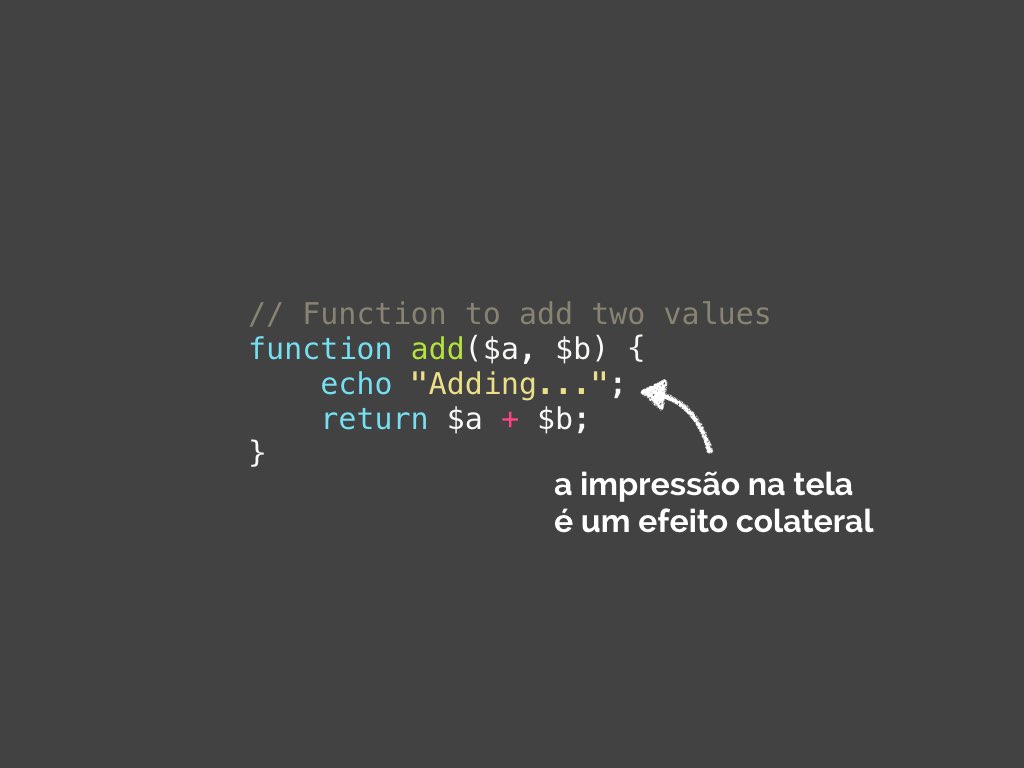 // Function to add two values
function add($a, $b) {
    echo "Adding...";
    return $a + $b;
}
a impressão na tela
é um efeito colateral